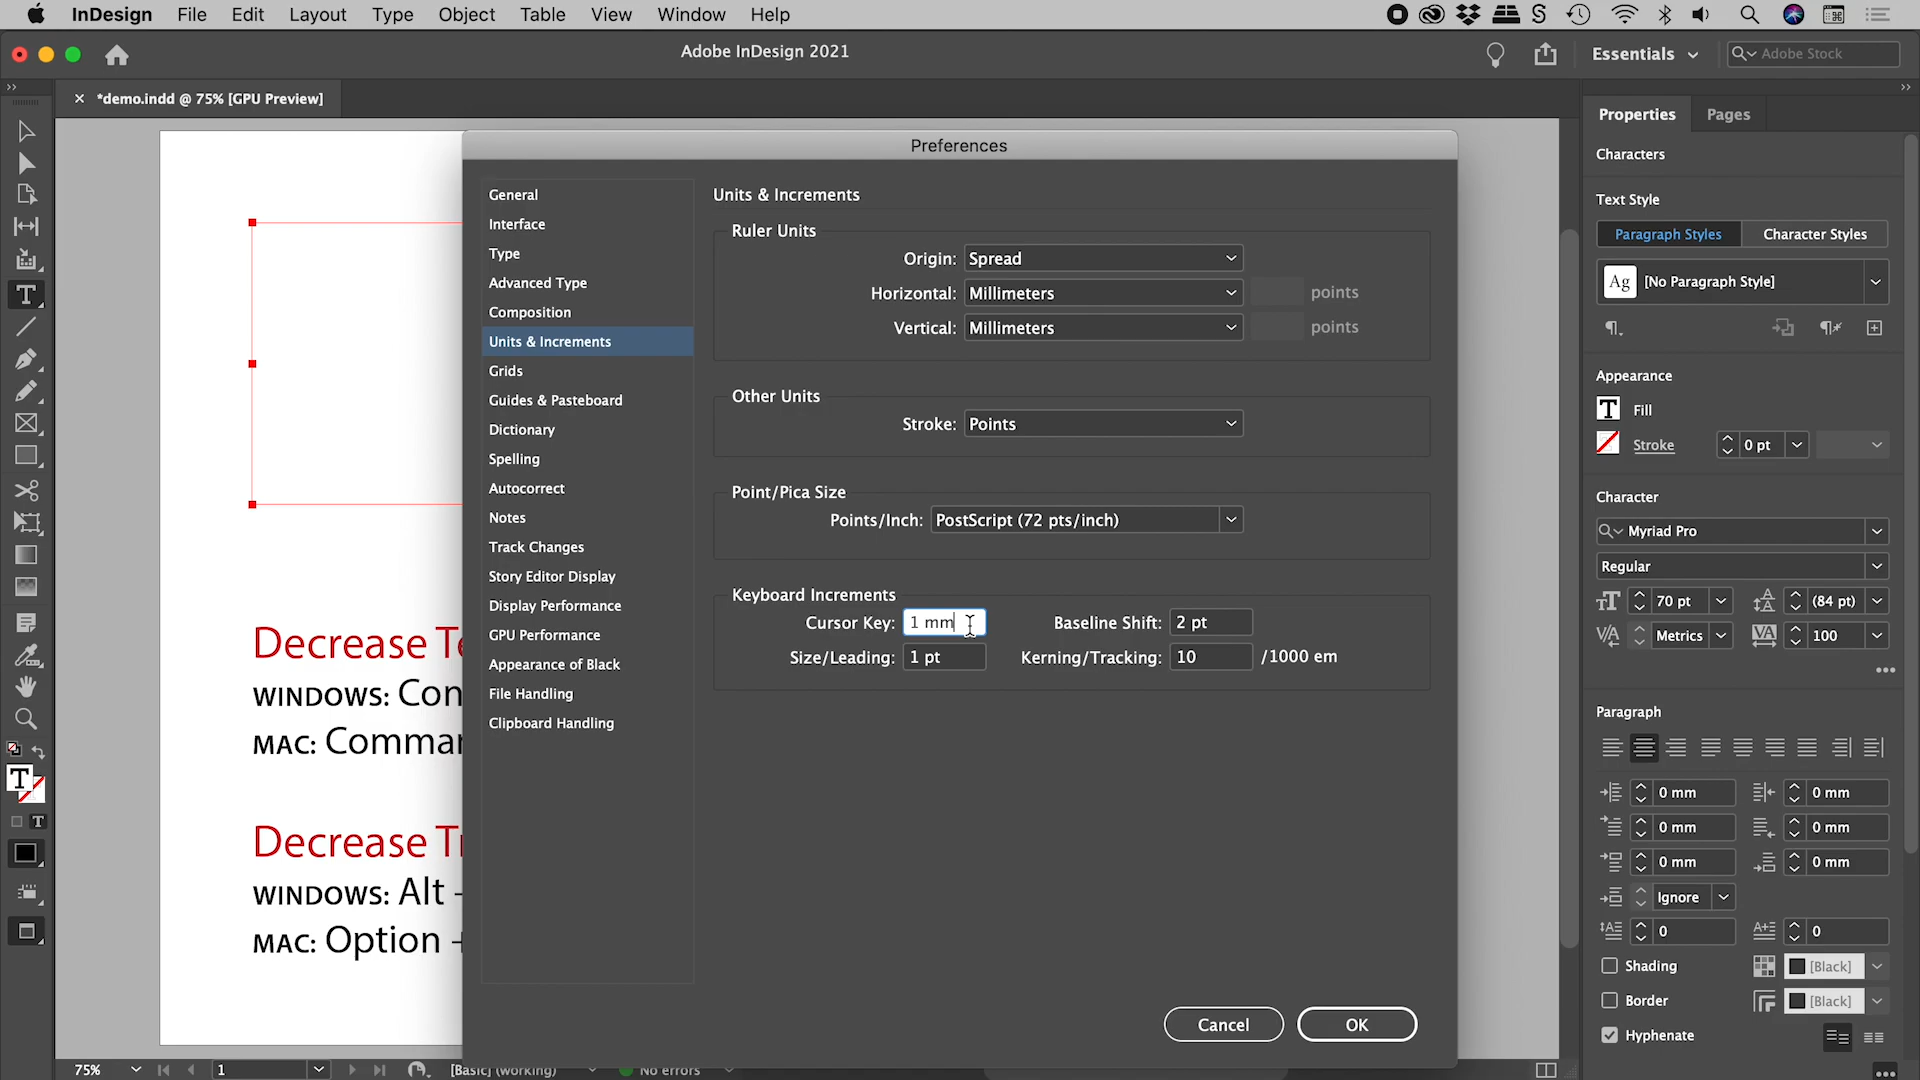 InDesign File Edit Layout Type Object Table View Window Help
Adobe InDesign 2021
Essentials
Adobe Stock
*demo.indd @ 75% [GPU Preview]
Decrease
WINDOWS: Con
MAC: Comma
Decrease
WINDOWS: Alt
MAC: Option +
75%
1
[Basic] (working)
No errors
Preferences
General
Interface
Type
Advanced Type
Composition
Units & Increments
Grids
Guides & Pasteboard
Dictionary
Spelling
Autocorrect
Notes
Track Changes
Story Editor Display
Display Performance
GPU Performance
Appearance of Black
File Handling
Clipboard Handling
Units & Increments
Ruler Units
Origin: Spread
Horizontal: Millimeters points
Vertical: Millimeters points
Other Units
Stroke: Points
Point/Pica Size
Points/Inch: PostScript (72 pts/inch)
Keyboard Increments
Cursor Key: 1 mm Baseline Shift: 2 pt
Size/Leading: 1 pt Kerning/Tracking: 10 /1000 em
Cancel OK
Properties Pages
Characters
Text Style
Paragraph Styles Character Styles
Ag [No Paragraph Style]
Appearance
T Fill
Stroke 0 pt
Character
Myriad Pro
Regular
70 pt (84 pt)
Metrics 100
Paragraph
0 mm 0 mm
0 mm 0 mm
0 mm 0 mm
Ignore
0 0
Shading [Black]
Border [Black]
Hyphenate